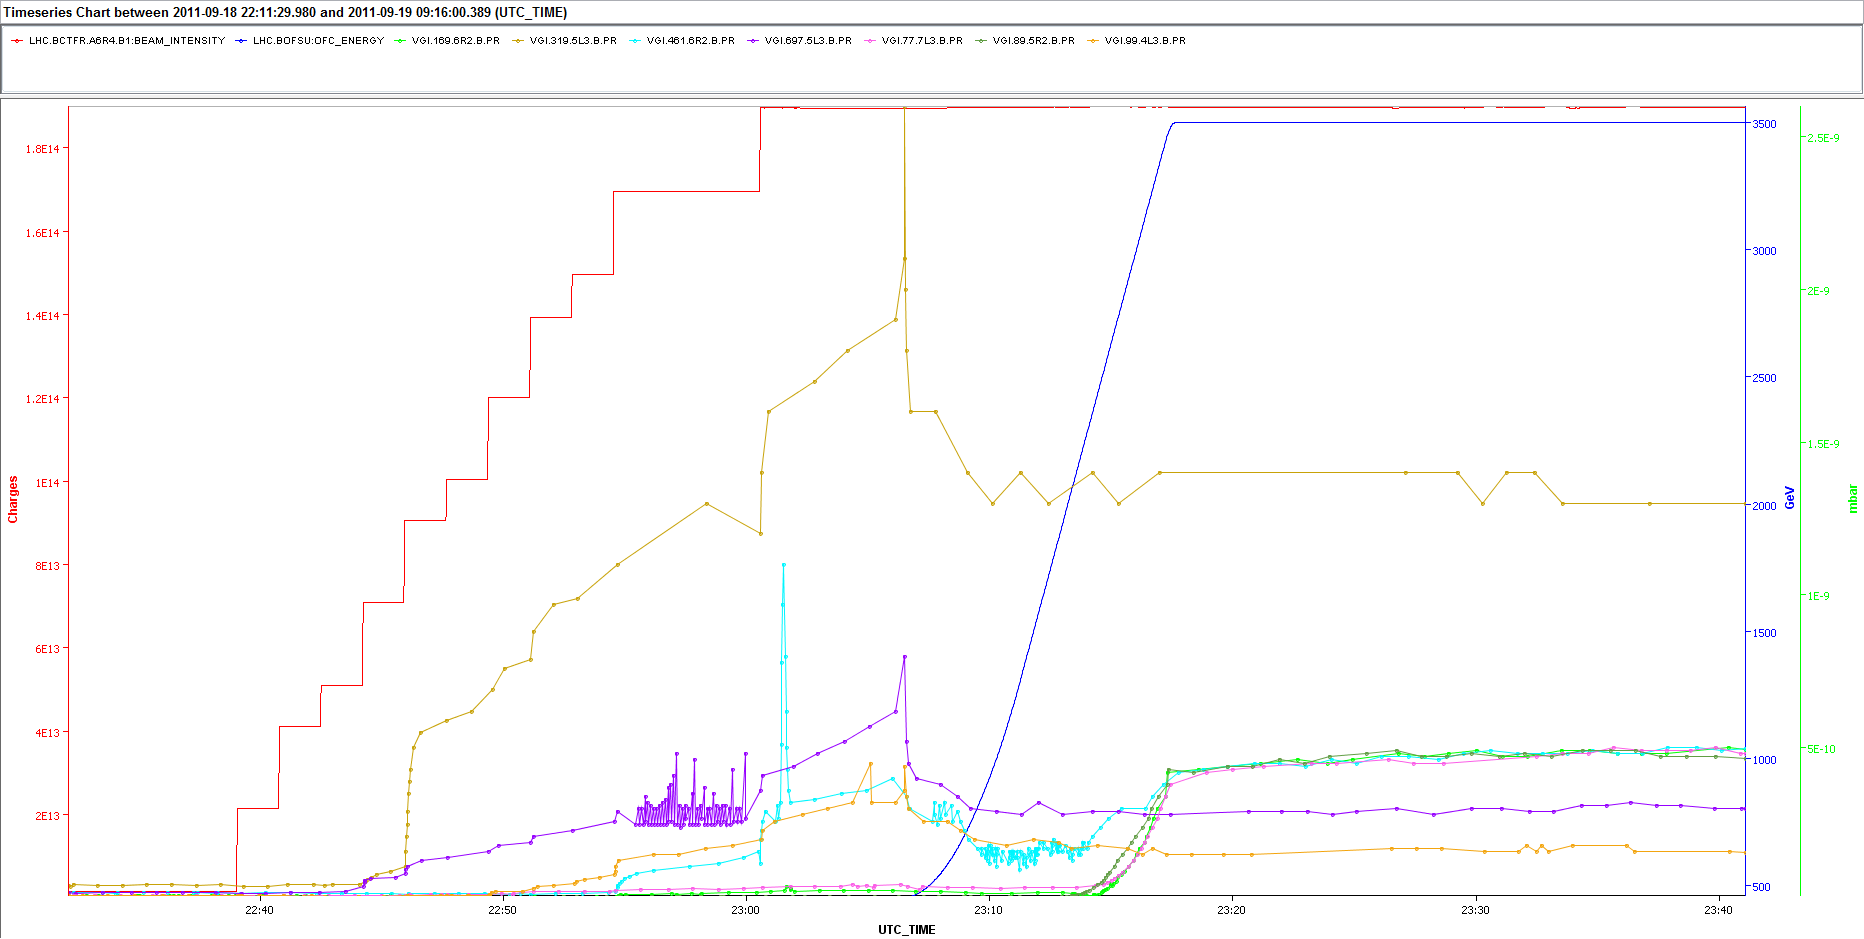 Timeseries Chart between 2011-09-18 22:11:29.980 and 2011-09-19 09:16:00.389 (UTC_TIME)
LHC.BCTFR.A6R4.B1:BEAM_INTENSITY LHC.BOFSU:OFC_ENERGY VGI.169.6R2.B.PR VGI.319.5L3.B.PR VGI.461.6R2.B.PR VGI.697.5L3.B.PR VGI.77.7L3.B.PR VGI.89.5R2.B.PR VGI.99.4L3.B.PR
Charges
1.8E14
1.6E14
1.4E14
1.2E14
1E14
8E13
6E13
4E13
2E13
3500
3000
2500
2000
1500
1000
500
GeV
2.5E-9
2E-9
1.5E-9
1E-9
5E-10
mbar
22:40 22:50 23:00 23:10 23:20 23:30 23:40
UTC_TIME